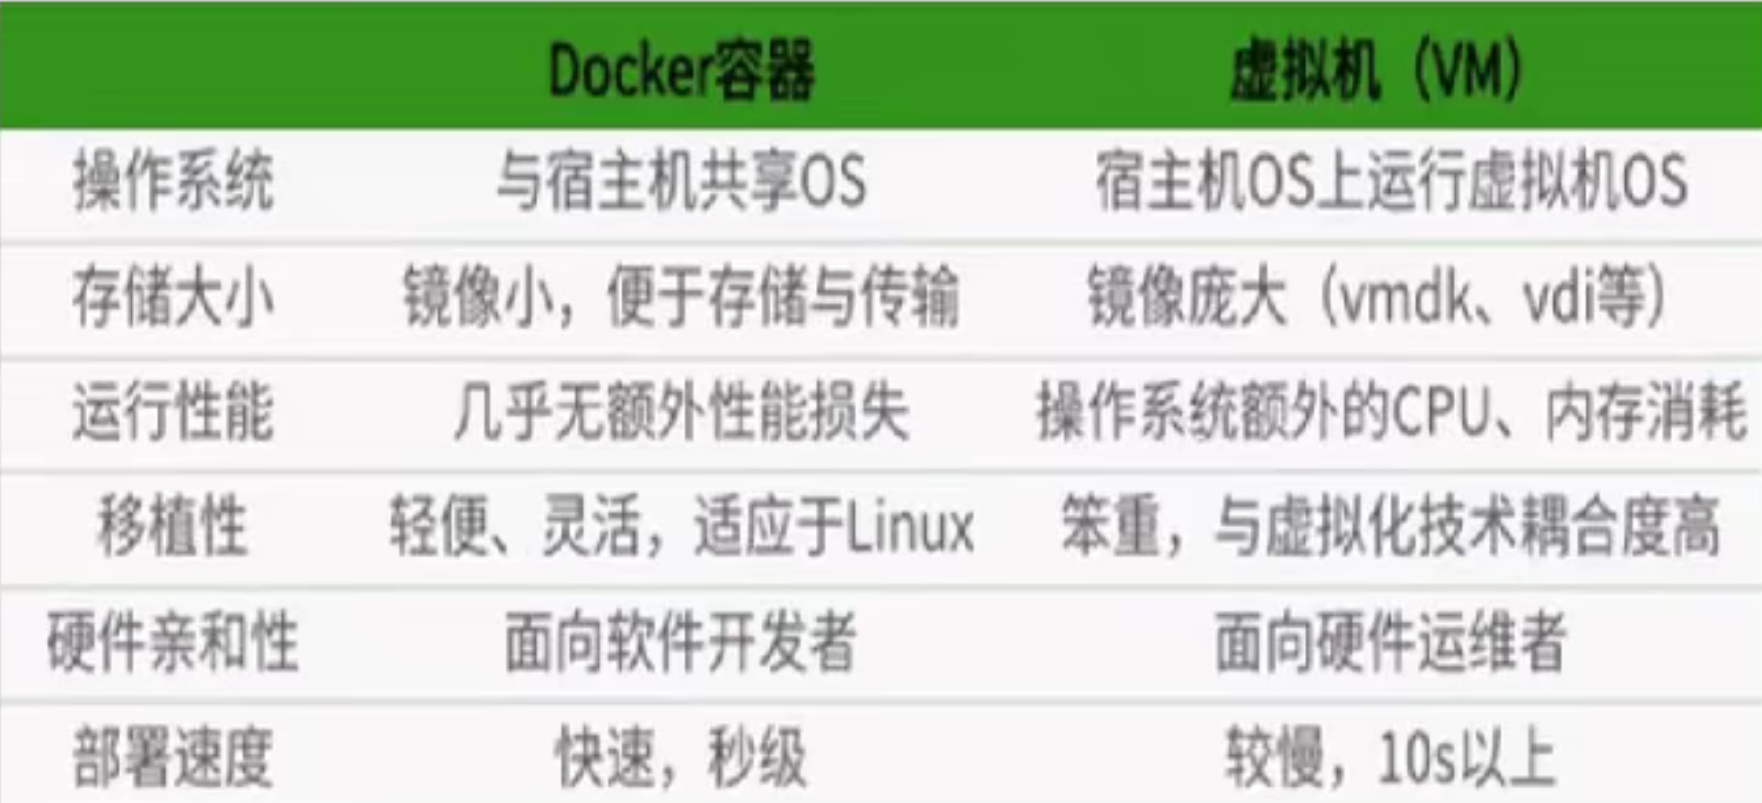 Docker容器 虚拟机（VM）
操作系统 与宿主机共享OS 宿主机OS上运行虚拟机OS
存储大小 镜像小，便于存储与传输 镜像庞大（vmdk、vdi等）
运行性能 几乎无额外性能损失 操作系统额外的CPU、内存消耗
移植性 轻便、灵活，适应于Linux 笨重，与虚拟化技术耦合度高
硬件亲和性 面向软件开发者 面向硬件运维者
部署速度 快速，秒级 较慢，10s以上